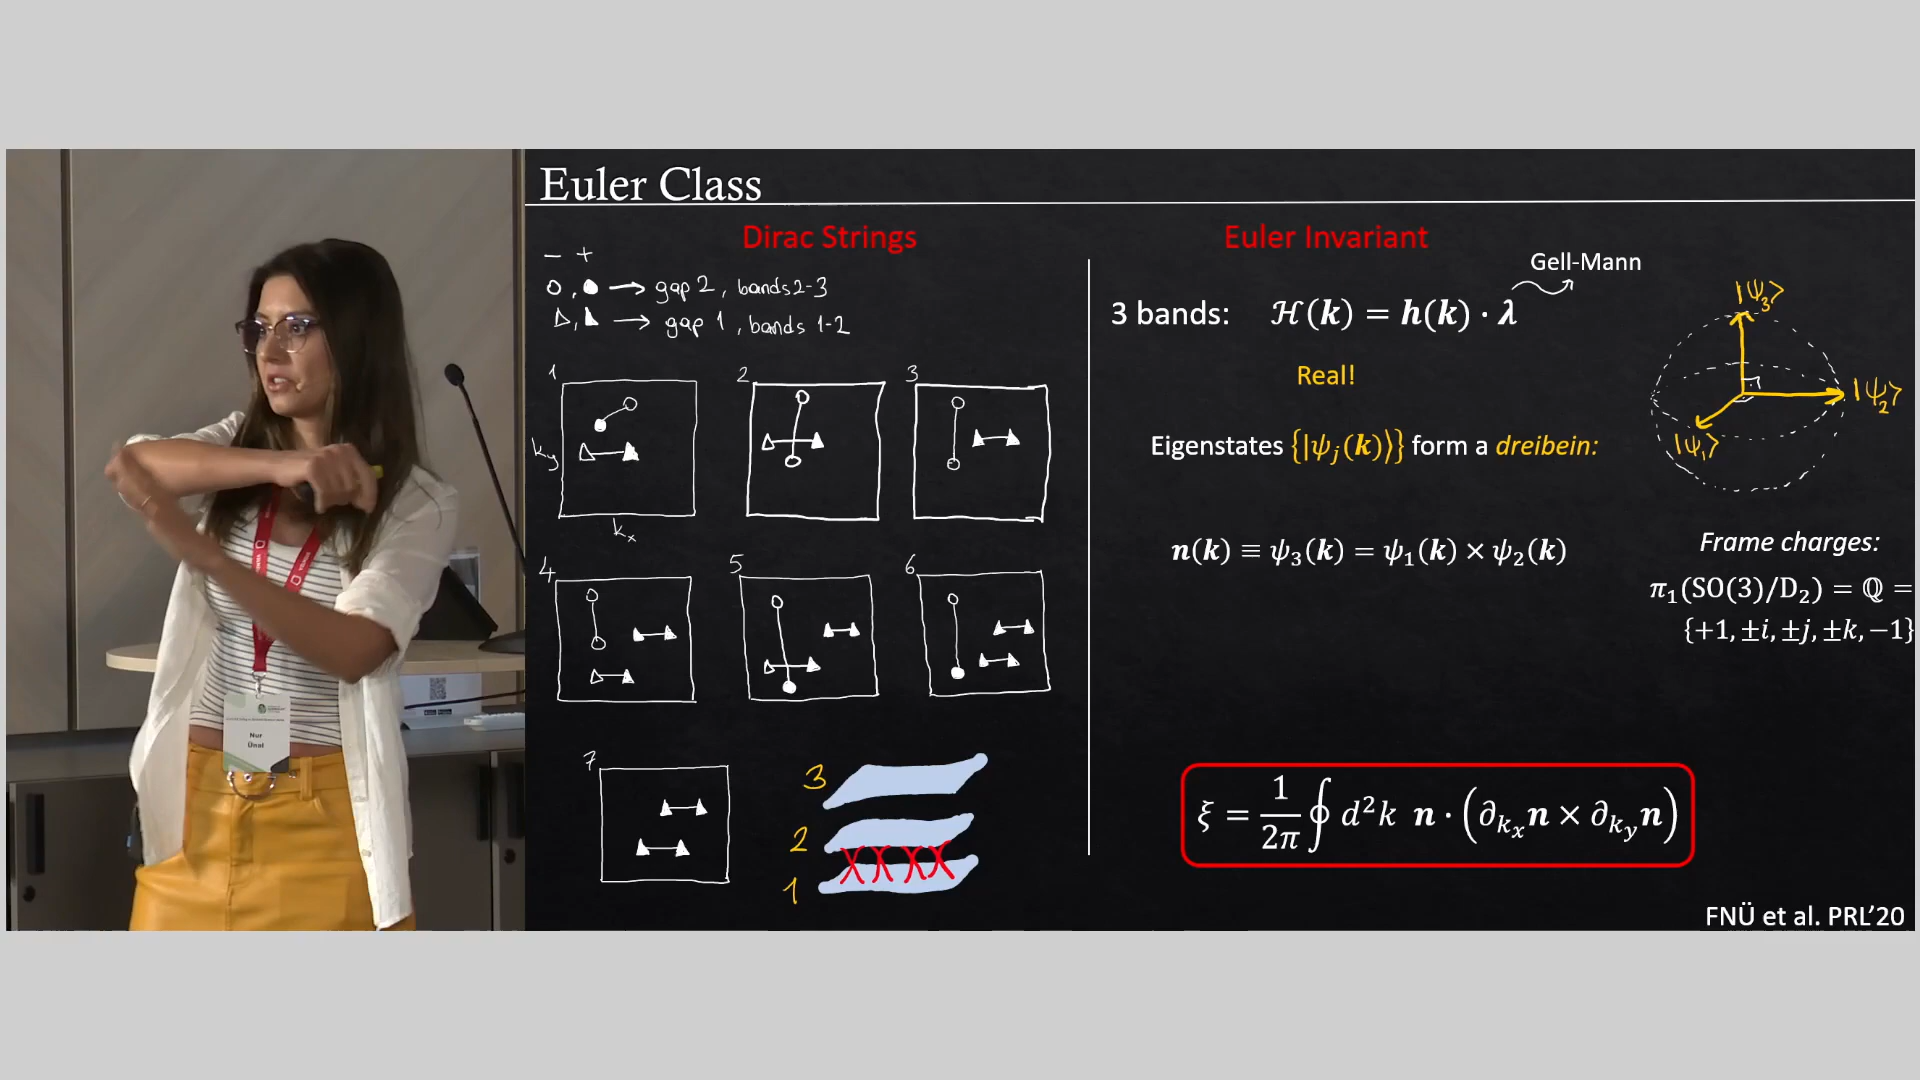 Euler Class
Dirac Strings
− +
○, ● → gap 2, bands 2-3
△, ▲ → gap 1, bands 1-2
1
2
3
ky
kx
4
5
6
7
3
2
1
Euler Invariant
Gell-Mann
3 bands: ℋ(k) = h(k) · λ
Real!
Eigenstates {|ψj(k)⟩} form a dreibein:
|ψ3⟩
|ψ2⟩
|ψ1⟩
n(k) ≡ ψ3(k) = ψ1(k) × ψ2(k)
Frame charges:
π1(SO(3)/D2) = ℚ =
{+1, ±i, ±j, ±k, −1}
ξ = 1/2π ∮ d²k n · (∂kx n × ∂ky n)
FNÜ et al. PRL'20
Nur
Ünal